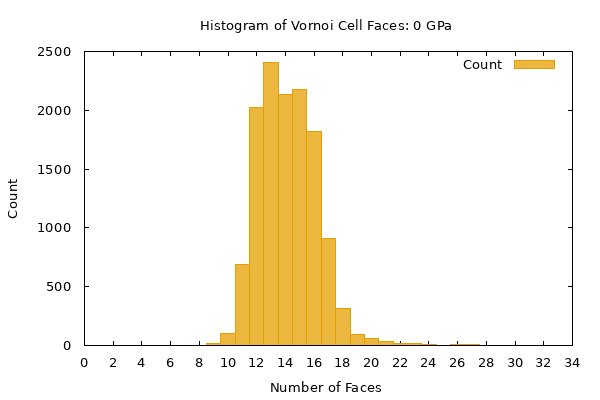 Histogram of Vornoi Cell Faces: 0 GPa
Count
2500
2000
1500
1000
500
0
Count
0 2 4 6 8 10 12 14 16 18 20 22 24 26 28 30 32 34
Number of Faces